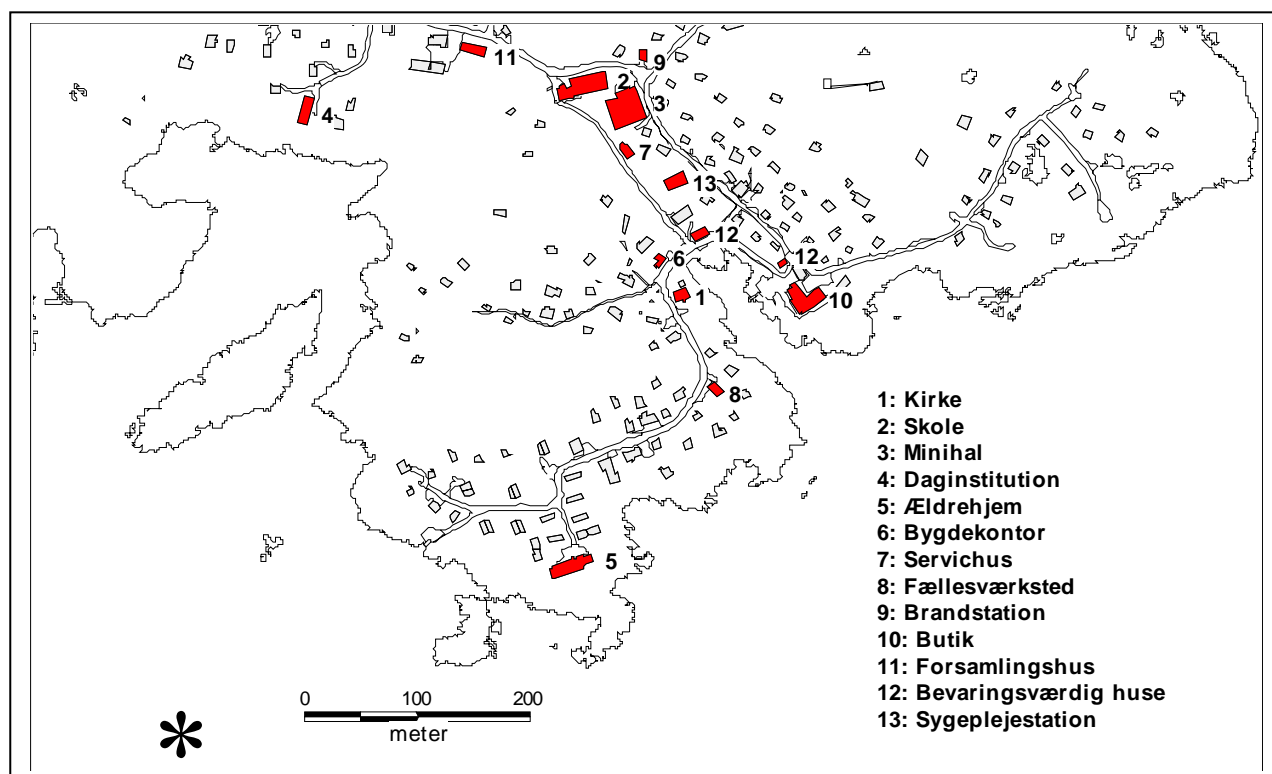 11
9
2
3
4
7
13
12
6
12
1
10
8
5
1: Kirke
2: Skole
3: Minihal
4: Daginstitution
5: Ældrehjem
6: Bygdekontor
7: Servichus
8: Fællesværksted
9: Brandstation
10: Butik
11: Forsamlingshus
12: Bevaringsværdig huse
13: Sygeplejestation
0 100 200
meter
*